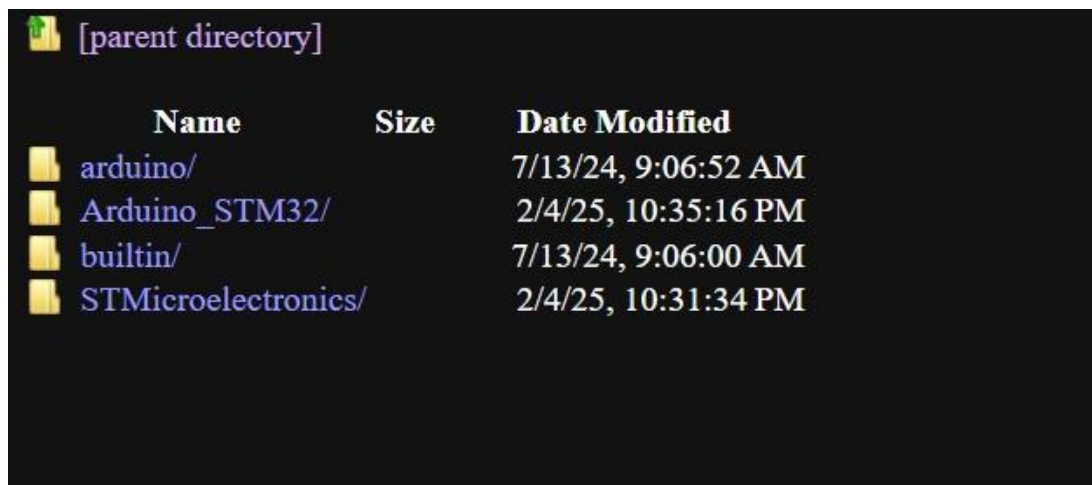 [parent directory]
Name Size Date Modified
arduino/ 7/13/24, 9:06:52 AM
Arduino_STM32/ 2/4/25, 10:35:16 PM
builtin/ 7/13/24, 9:06:00 AM
STMicroelectronics/ 2/4/25, 10:31:34 PM